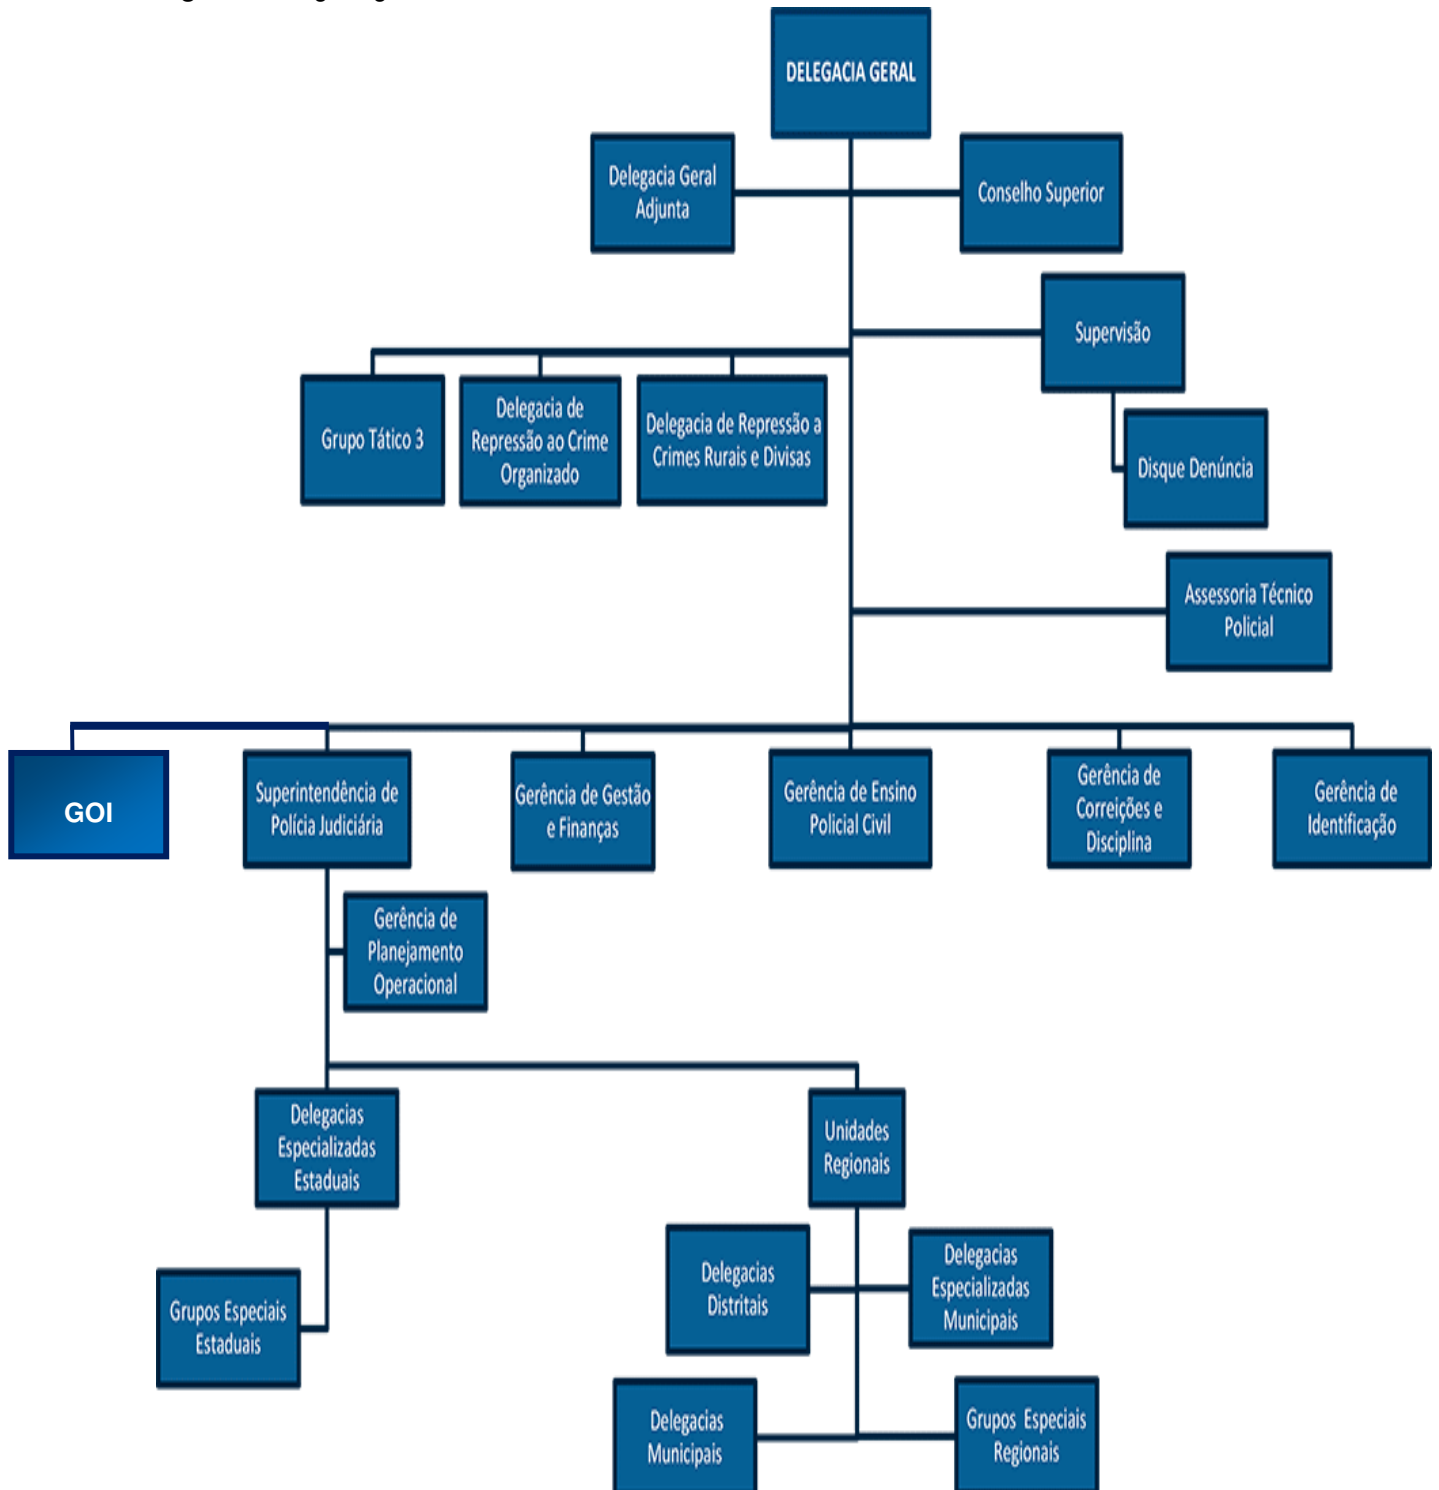 DELEGACIA GERAL
Delegacia Geral
Adjunta
Conselho Superior
Supervisão
Disque Denúncia
Grupo Tático 3
Delegacia de
Repressão ao Crime
Organizado
Delegacia de Repressão a
Crimes Rurais e Divisas
Assessoria Técnico
Policial
GOI
Superintendência de
Polícia Judiciária
Gerência de Gestão
e Finanças
Gerência de Ensino
Policial Civil
Gerência de
Correições e
Disciplina
Gerência de
Identificação
Gerência de
Planejamento
Operacional
Delegacias
Especializadas
Estaduais
Unidades
Regionais
Grupos Especiais
Estaduais
Delegacias
Distritais
Delegacias
Especializadas
Municipais
Delegacias
Municipais
Grupos Especiais
Regionais